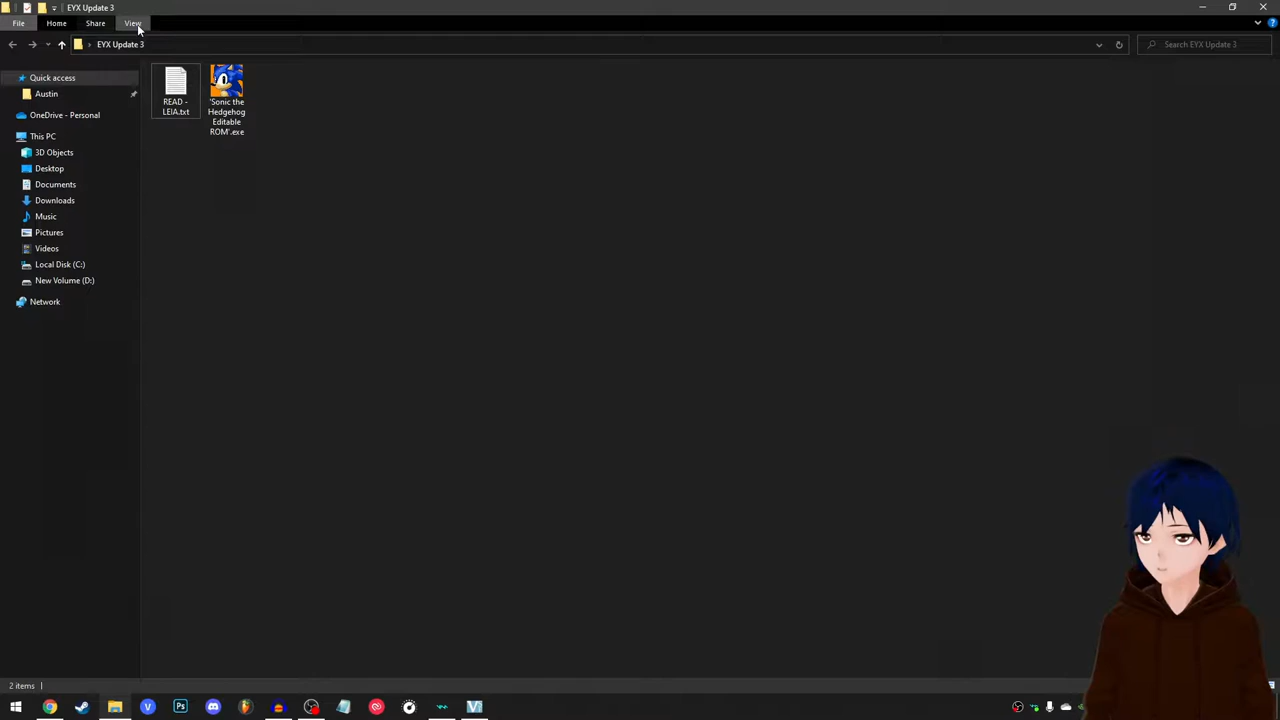 EYX Update 3
File Home Share View
EYX Update 3
Search EYX Update 3
Quick access
Austin
OneDrive - Personal
This PC
3D Objects
Desktop
Documents
Downloads
Music
Pictures
Videos
Local Disk (C:)
New Volume (D:)
Network
READ -
LEIA.txt
'Sonic the
Hedgehog
Editable
ROM'.exe
2 items